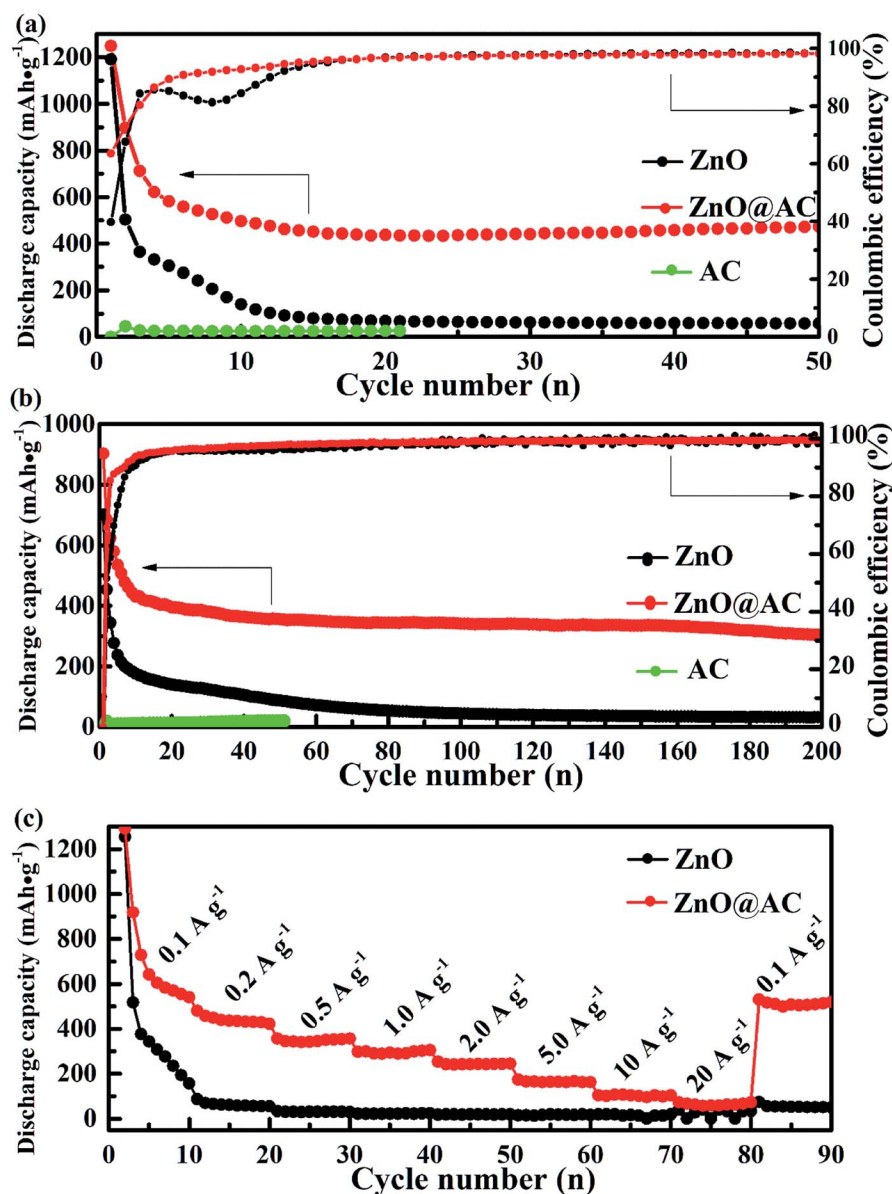 (a)
1200
1000
800
600
400
200
0
Discharge capacity (mAh•g⁻¹)
100
80
60
40
20
0
Coulombic efficiency (%)
ZnO
ZnO@AC
AC
0 10 20 30 40 50
Cycle number (n)
(b)
1000
800
600
400
200
0
Discharge capacity (mAh•g⁻¹)
100
80
60
40
20
0
Coulombic efficiency (%)
ZnO
ZnO@AC
AC
0 20 40 60 80 100 120 140 160 180 200
Cycle number (n)
(c)
1200
1000
800
600
400
200
0
Discharge capacity (mAh•g⁻¹)
ZnO
ZnO@AC
0.1 A g⁻¹
0.2 A g⁻¹
0.5 A g⁻¹
1.0 A g⁻¹
2.0 A g⁻¹
5.0 A g⁻¹
10 A g⁻¹
20 A g⁻¹
0.1 A g⁻¹
0 10 20 30 40 50 60 70 80 90
Cycle number (n)